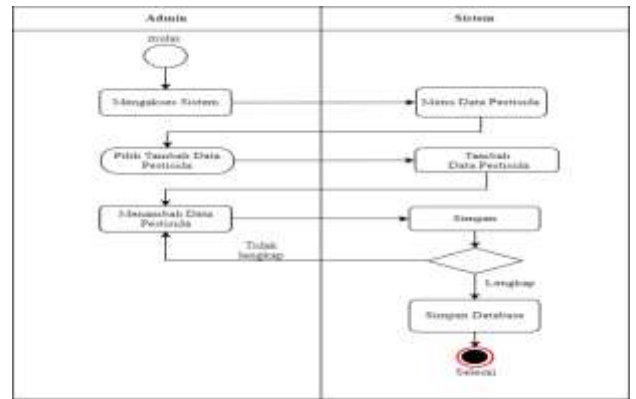 Admin
Sistem
mulai
Mengakses Sistem
Menu Data Pestisida
Pilih Tambah Data
Pestisida
Tambah
Data Pestisida
Menambah Data
Pestisida
Simpan
Tidak
lengkap
Lengkap
Simpan Database
Selesai